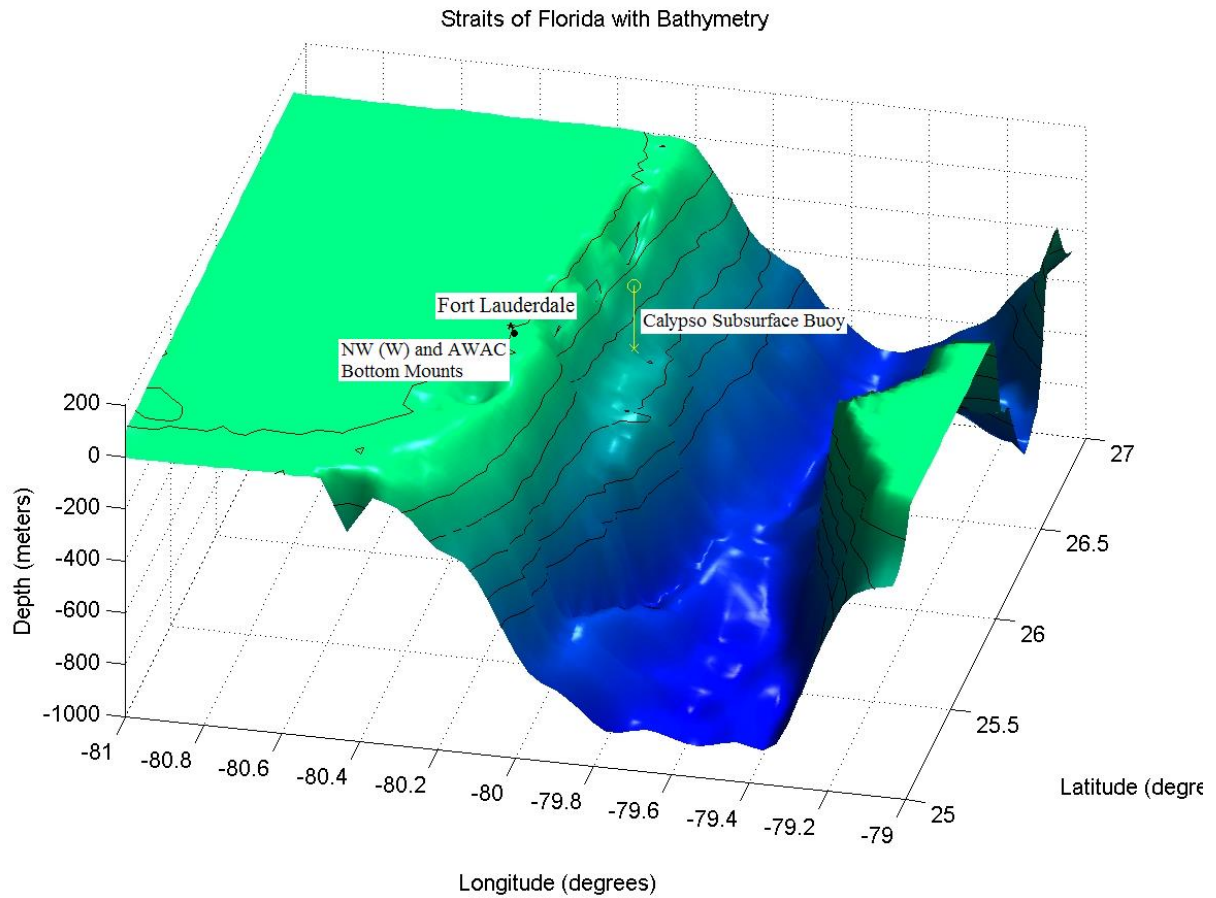 Straits of Florida with Bathymetry
Fort Lauderdale
Calypso Subsurface Buoy
NW (W) and AWAC
Bottom Mounts
200
0
-200
-400
-600
-800
-1000
Depth (meters)
-81
-80.8
-80.6
-80.4
-80.2
-80
-79.8
-79.6
-79.4
-79.2
-79
Longitude (degrees)
27
26.5
26
25.5
25
Latitude (degre